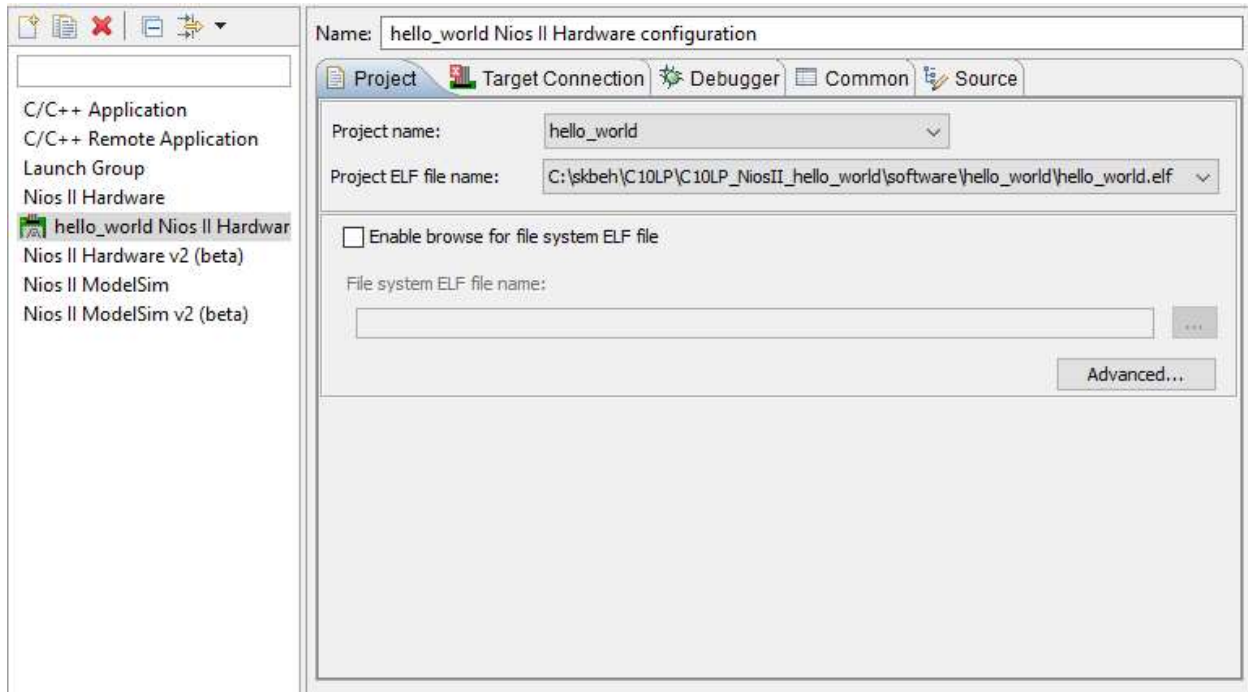 Name: hello_world Nios II Hardware configuration
Project Target Connection Debugger Common Source
C/C++ Application
C/C++ Remote Application
Launch Group
Nios II Hardware
hello_world Nios II Hardwar
Nios II Hardware v2 (beta)
Nios II ModelSim
Nios II ModelSim v2 (beta)
Project name: hello_world
Project ELF file name: C:\skbeh\C10LP\C10LP_NiosII_hello_world\software\hello_world\hello_world.elf
Enable browse for file system ELF file
File system ELF file name:
...
Advanced...